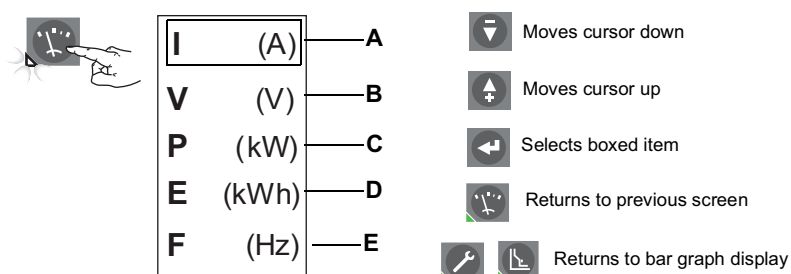 I (A) A
V (V) B
P (kW) C
E (kWh) D
F (Hz) E
Moves cursor down
Moves cursor up
Selects boxed item
Returns to previous screen
Returns to bar graph display